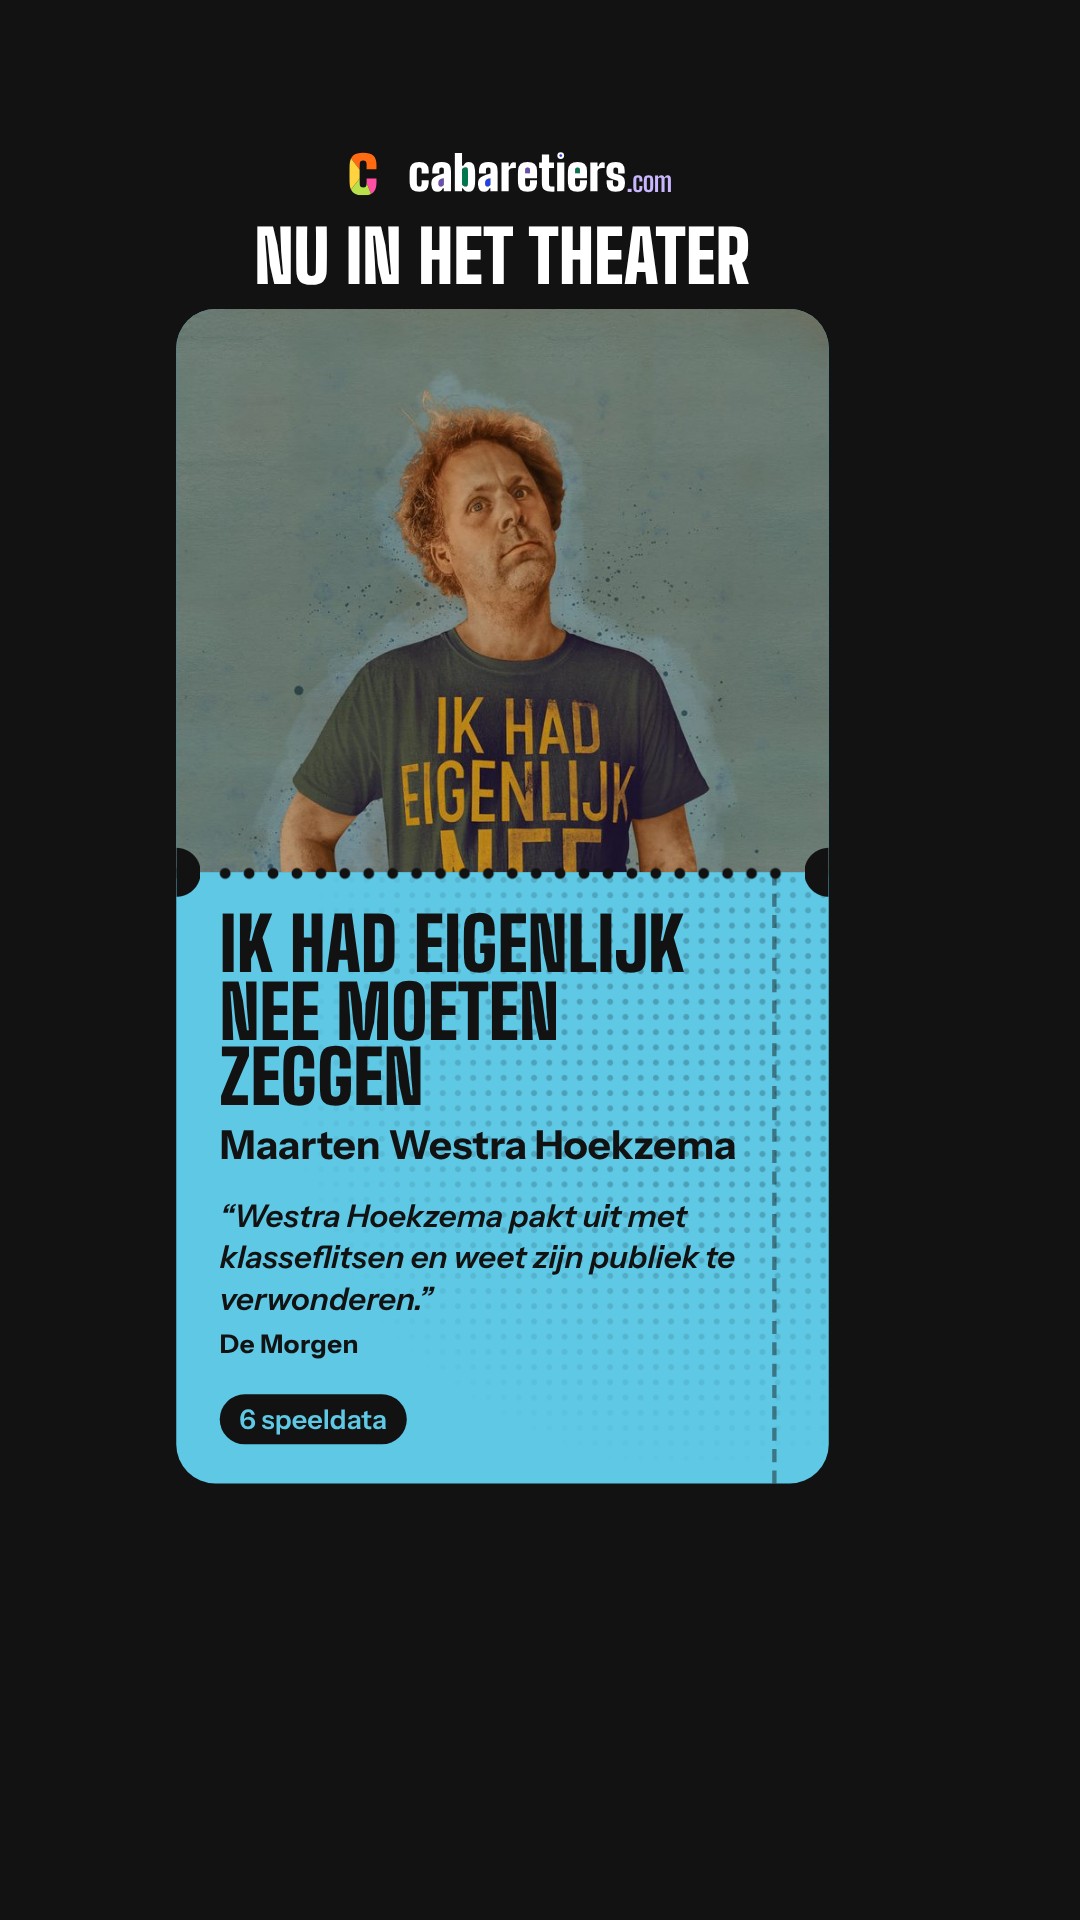 C cabaretiers.com
NU IN HET THEATER
IK HAD
EIGENLIJK
NEE
IK HAD EIGENLIJK
NEE MOETEN
ZEGGEN
Maarten Westra Hoekzema
“Westra Hoekzema pakt uit met
klasseflitsen en weet zijn publiek te
verwonderen.”
De Morgen
6 speeldata